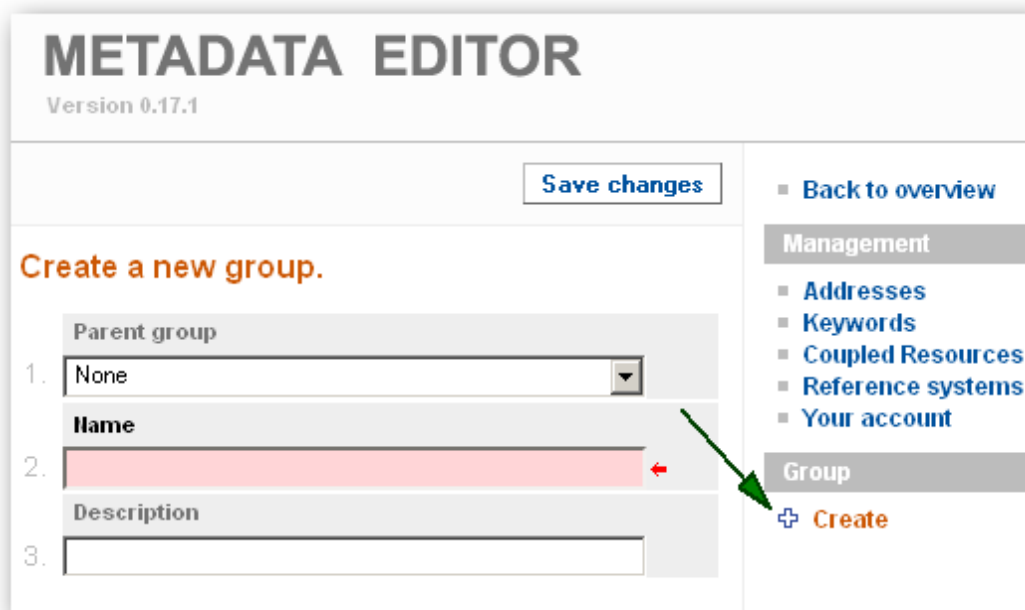 METADATA EDITOR
Version 0.17.1
Save changes
Create a new group.
Parent group
1. None
Name
2.
Description
3.
Back to overview
Management
Addresses
Keywords
Coupled Resources
Reference systems
Your account
Group
Create